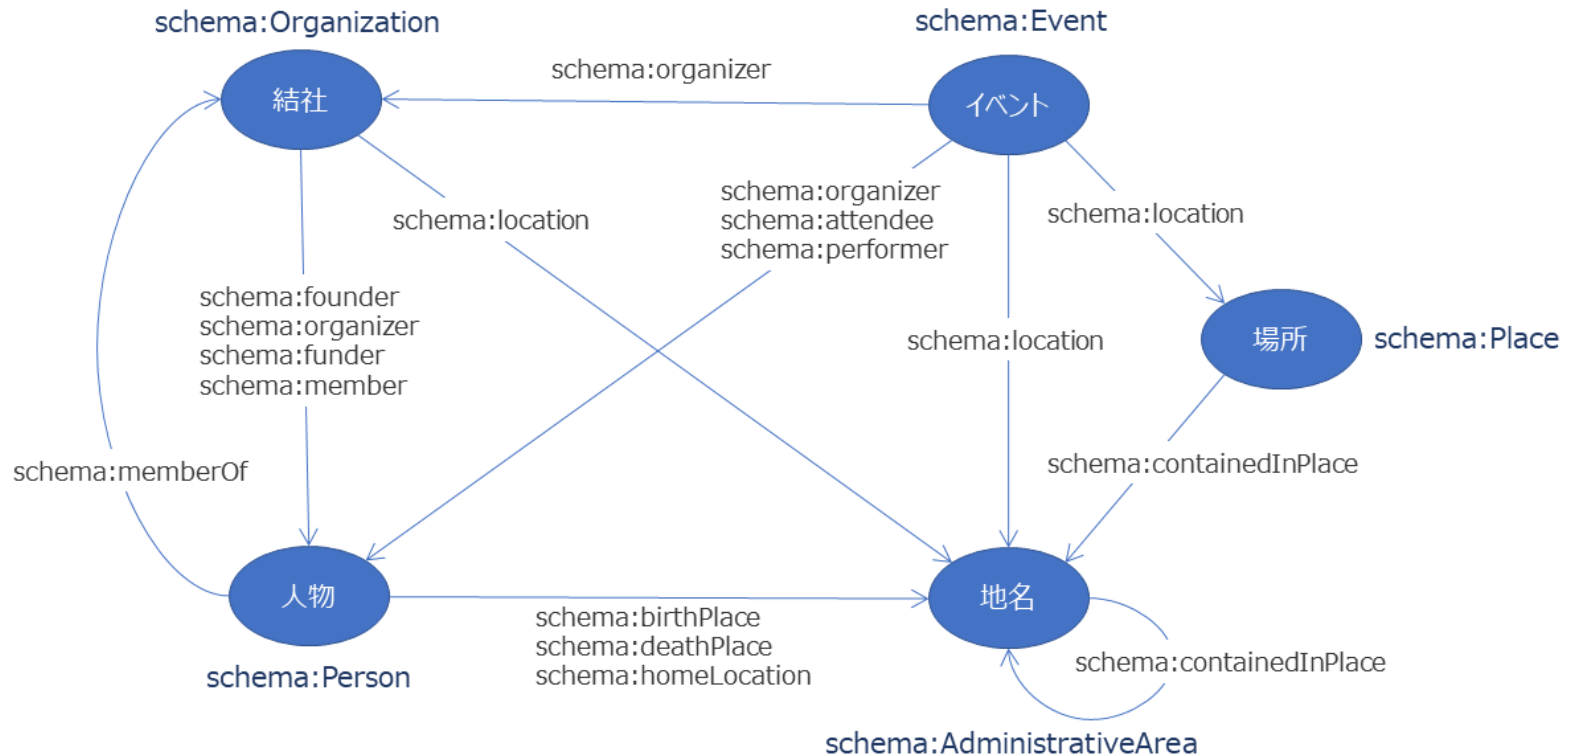 schema:Organization
schema:Event
schema:organizer
結社
イベント
schema:organizer
schema:attendee
schema:performer
schema:location
schema:location
schema:founder
schema:organizer
schema:funder
schema:member
schema:location
場所
schema:Place
schema:memberOf
schema:containedInPlace
人物
地名
schema:birthPlace
schema:deathPlace
schema:homeLocation
schema:containedInPlace
schema:Person
schema:AdministrativeArea